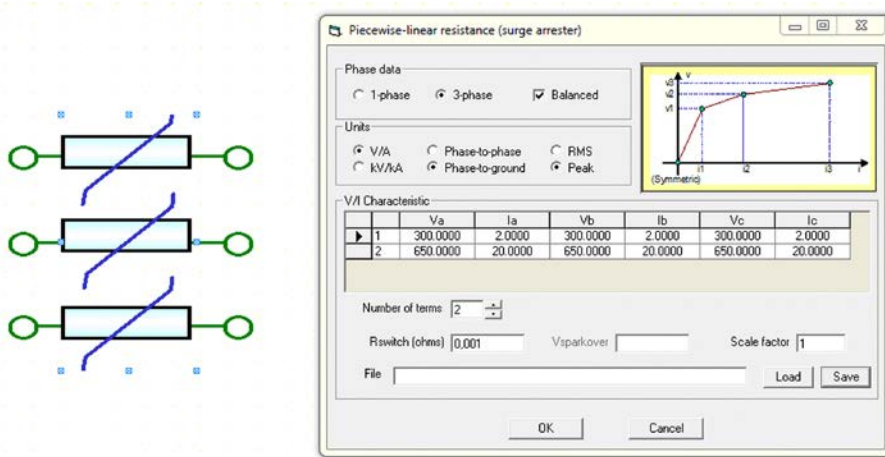 Piecewise-linear resistance (surge arrester)
Phase data
1-phase 3-phase Balanced
Units
V/A Phase-to-phase RMS
kV/kA Phase-to-ground Peak
v
v3
v2
v1
i1 i2 i3 i
(Symmetric)
V/I Characteristic
Va Ia Vb Ib Vc Ic
1 300.0000 2.0000 300.0000 2.0000 300.0000 2.0000
2 650.0000 20.0000 650.0000 20.0000 650.0000 20.0000
Number of terms 2
Rswitch (ohms) 0,001 Vsparkover Scale factor 1
File Load Save
OK Cancel